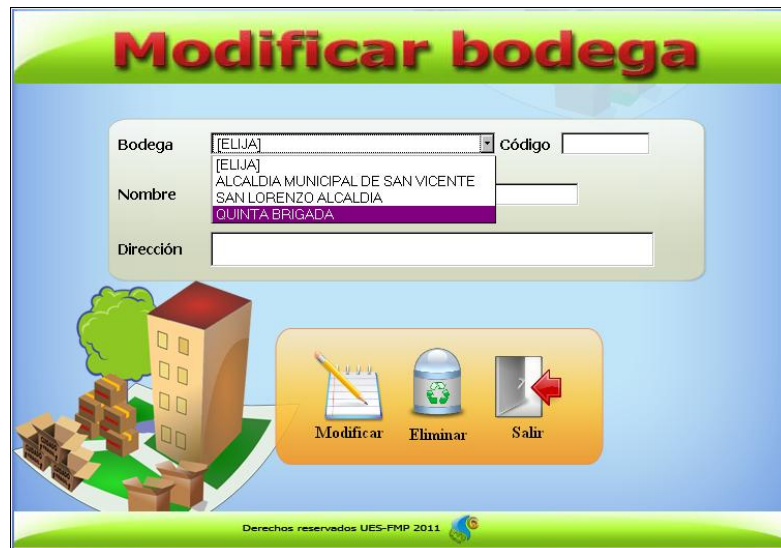 Modificar bodega
Bodega [ELIJA] Código
[ELIJA]
ALCALDIA MUNICIPAL DE SAN VICENTE
Nombre
SAN LORENZO ALCALDIA
QUINTA BRIGADA
Dirección
Modificar Eliminar Salir
Derechos reservados UES-FMP 2011